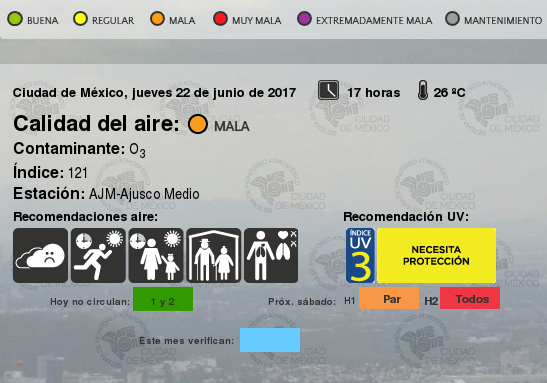 BUENA REGULAR MALA MUY MALA EXTREMADAMENTE MALA MANTENIMIENTO
Ciudad de México, jueves 22 de junio de 2017 17 horas 26 ºC
Calidad del aire: MALA
Contaminante: O3
Índice: 121
Estación: AJM-Ajusco Medio
Recomendaciones aire: Recomendación UV:
ÍNDICE
UV
3
NECESITA
PROTECCIÓN
Hoy no circulan: 1 y 2 Próx. sábado: H1 Par H2 Todos
Este mes verifican:
CIUDAD
DE MÉXICO